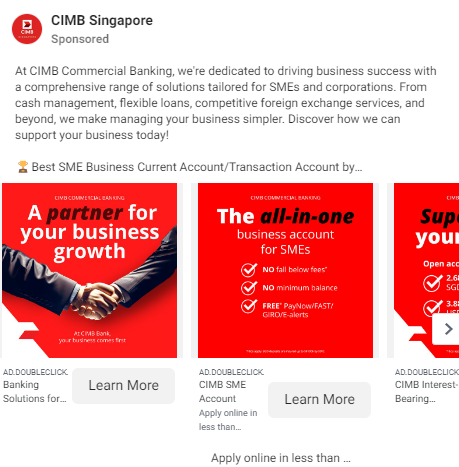 CIMB Singapore
Sponsored
CIMB
At CIMB Commercial Banking, we're dedicated to driving business success with
a comprehensive range of solutions tailored for SMEs and corporations. From
cash management, flexible loans, competitive foreign exchange services, and
beyond, we make managing your business simpler. Discover how we can
support your business today!
🏆Best SME Business Current Account/Transaction Account by...
CIMB COMMERCIAL BANKING
A partner for
your business
growth
At CIMB Bank,
your business comes first
AD.DOUBLECLICK.
Banking
Solutions for...
Learn More
CIMB COMMERCIAL BANKING
The all-in-one
business account
for SMEs
NO fall below fees*
NO minimum balance
FREE* PayNow/FAST/
GIRO/E-alerts
AD.DOUBLECLICK.
CIMB SME
Account
Apply online in
less than...
Learn More
CIMB COMME
Supe
your
Open acc
2.6
SGD
3.8
AD.DOUBLECLICK
CIMB Interest-
Bearing...
Apply online in less than ...